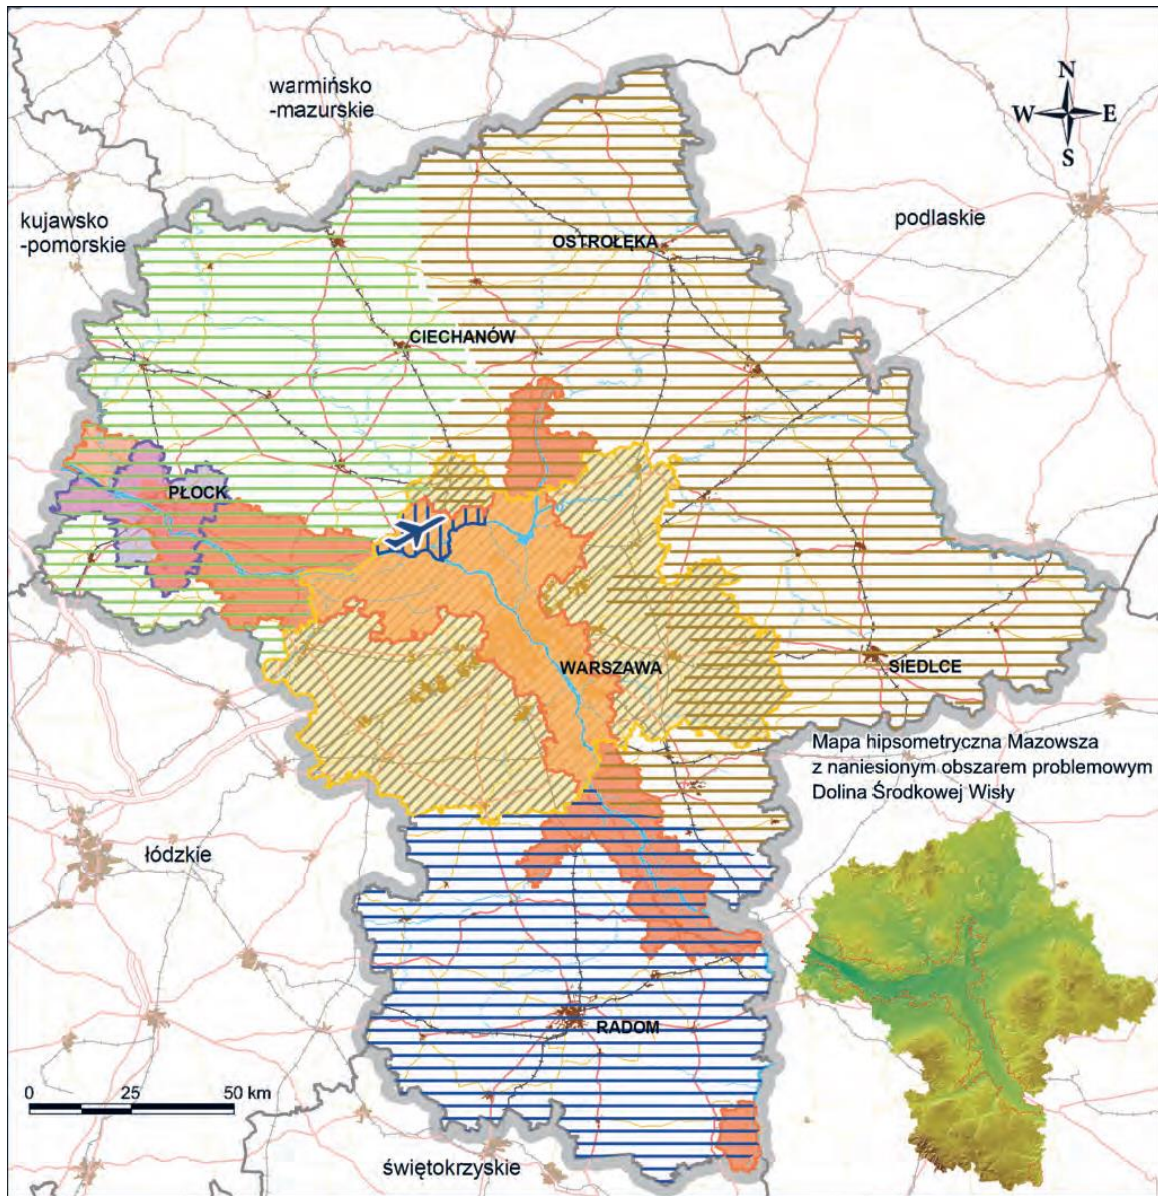 N
W E
S
warmińsko
-mazurskie
kujawsko
-pomorskie
podlaskie
OSTROŁĘKA
CIECHANÓW
PŁOCK
WARSZAWA
SIEDLCE
Mapa hipsometryczna Mazowsza
z naniesionym obszarem problemowym
Dolina Środkowej Wisły
łódzkie
RADOM
0 25 50 km
świętokrzyskie